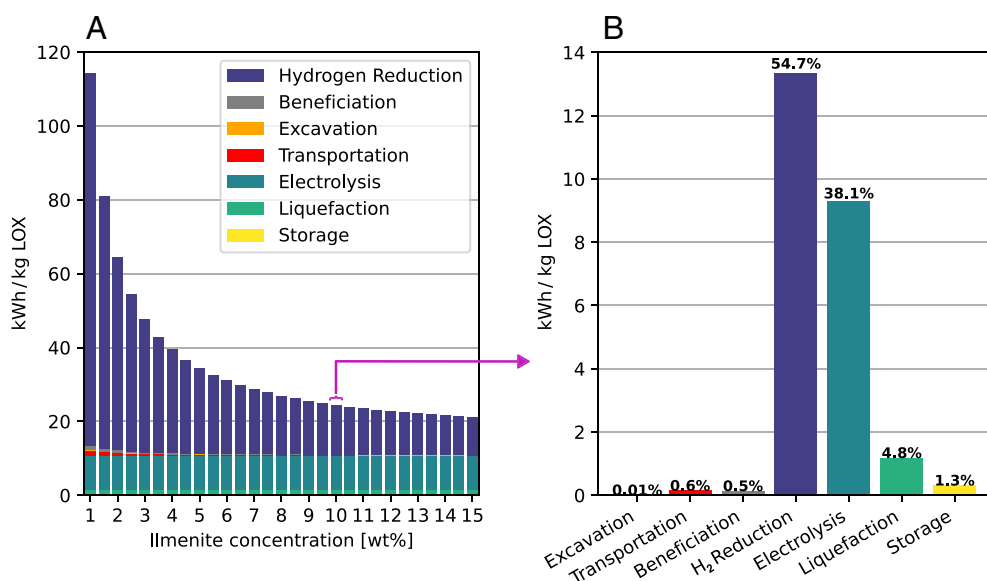 A
120
100
80
60
40
20
0
kWh / kg LOX
Hydrogen Reduction
Beneficiation
Excavation
Transportation
Electrolysis
Liquefaction
Storage
1 2 3 4 5 6 7 8 9 10 11 12 13 14 15
Ilmenite concentration [wt%]
B
14
12
10
8
6
4
2
0
kWh / kg LOX
0.01%
0.6%
0.5%
54.7%
38.1%
4.8%
1.3%
Excavation
Transportation
Beneficiation
H₂ Reduction
Electrolysis
Liquefaction
Storage